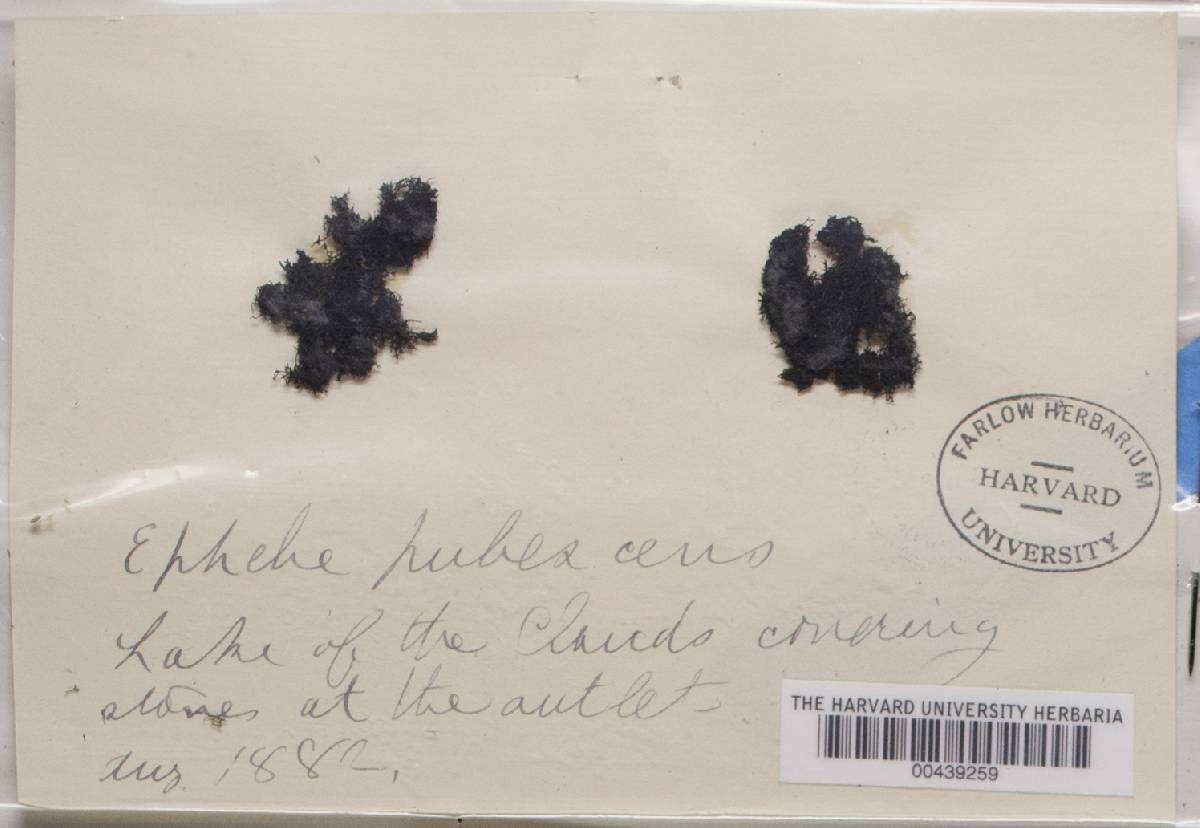 FARLOW HERBARIUM
HARVARD
UNIVERSITY
Ephebe pubescens
Lake of the Clouds covering
stones at the outlet
Aug. 1882.
THE HARVARD UNIVERSITY HERBARIA
00439259